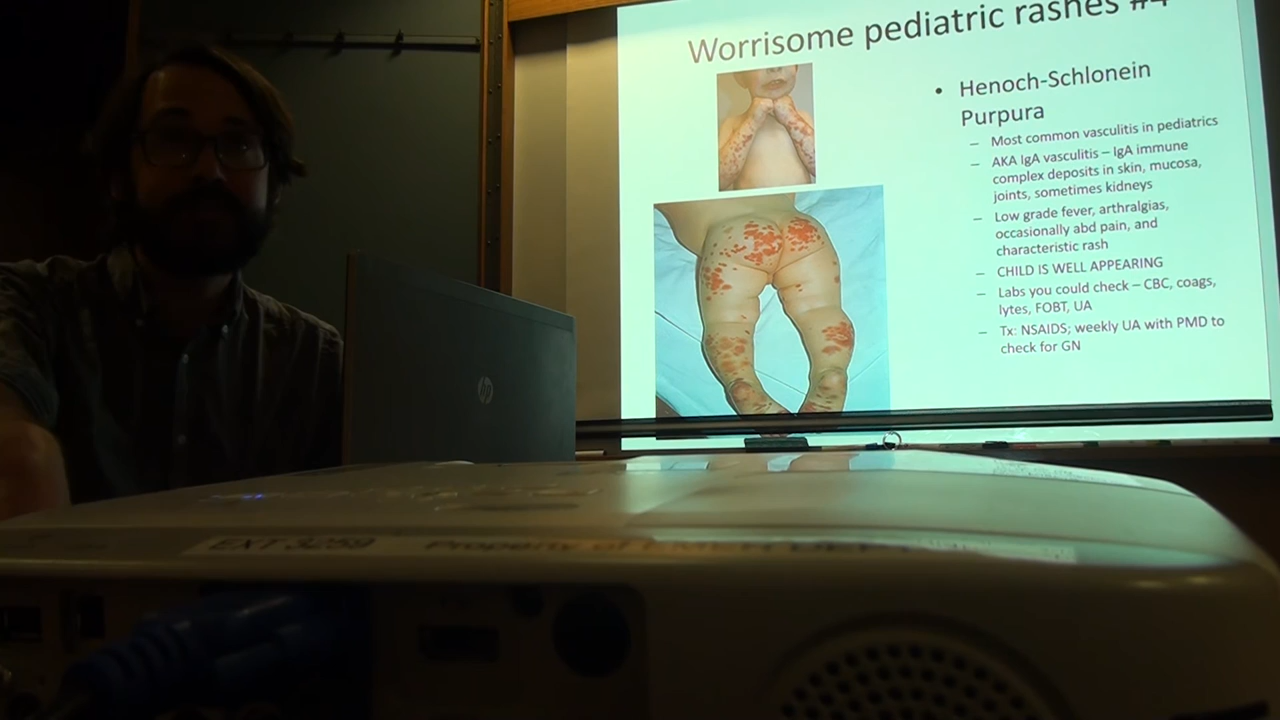 Worrisome pediatric rashes #4
• Henoch-Schlonein
Purpura
– Most common vasculitis in pediatrics
– AKA IgA vasculitis – IgA immune
complex deposits in skin, mucosa,
joints, sometimes kidneys
– Low grade fever, arthralgias,
occasionally abd pain, and
characteristic rash
– CHILD IS WELL APPEARING
– Labs you could check – CBC, coags,
lytes, FOBT, UA
– Tx: NSAIDS; weekly UA with PMD to
check for GN
hp
EXT 3259 Property of